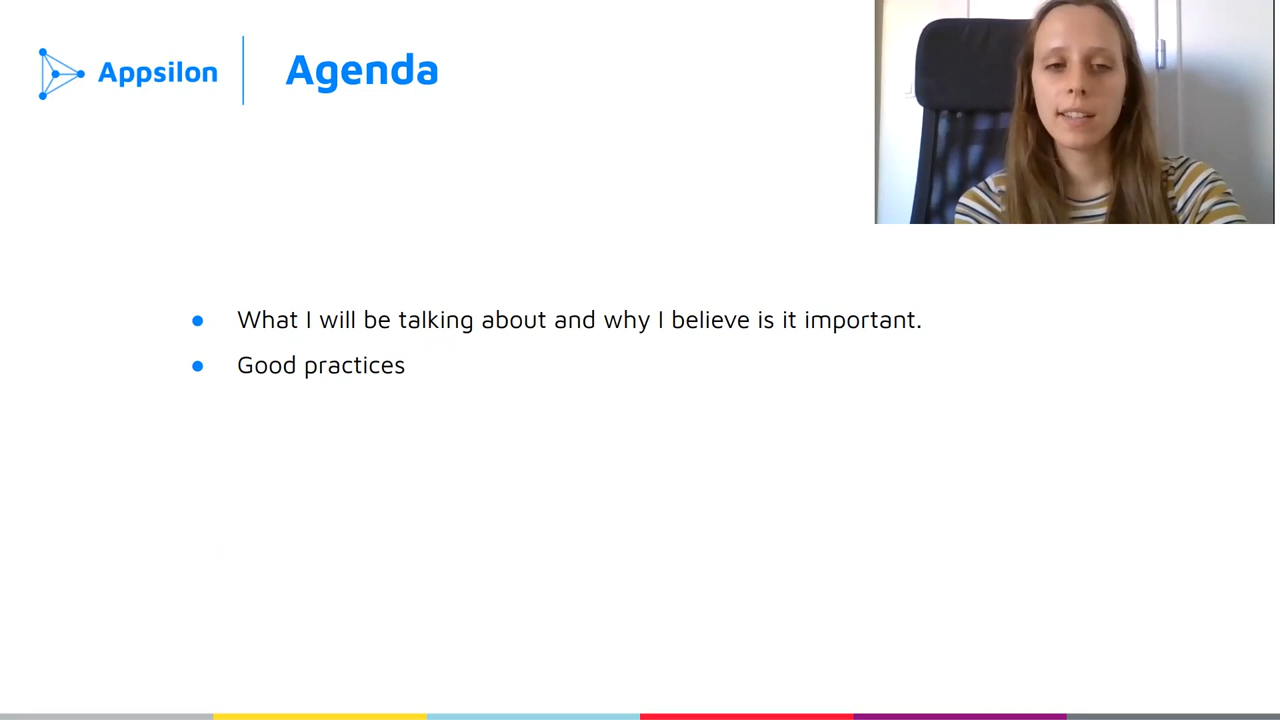 Appsilon
Agenda
What I will be talking about and why I believe is it important.
Good practices